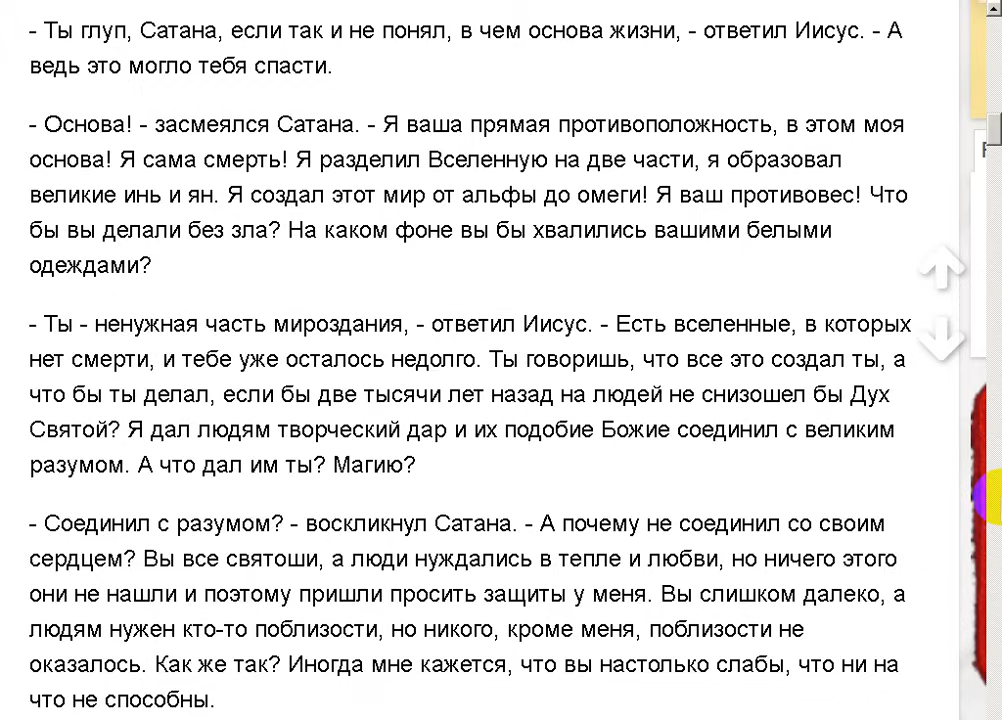 - Ты глуп, Сатана, если так и не понял, в чем основа жизни, - ответил Иисус. - А
ведь это могло тебя спасти.
- Основа! - засмеялся Сатана. - Я ваша прямая противоположность, в этом моя
основа! Я сама смерть! Я разделил Вселенную на две части, я образовал
великие инь и ян. Я создал этот мир от альфы до омеги! Я ваш противовес! Что
бы вы делали без зла? На каком фоне вы бы хвалились вашими белыми
одеждами?
- Ты - ненужная часть мироздания, - ответил Иисус. - Есть вселенные, в которых
нет смерти, и тебе уже осталось недолго. Ты говоришь, что все это создал ты, а
что бы ты делал, если бы две тысячи лет назад на людей не снизошел бы Дух
Святой? Я дал людям творческий дар и их подобие Божие соединил с великим
разумом. А что дал им ты? Магию?
- Соединил с разумом? - воскликнул Сатана. - А почему не соединил со своим
сердцем? Вы все святоши, а люди нуждались в тепле и любви, но ничего этого
они не нашли и поэтому пришли просить защиты у меня. Вы слишком далеко, а
людям нужен кто-то поблизости, но никого, кроме меня, поблизости не
оказалось. Как же так? Иногда мне кажется, что вы настолько слабы, что ни на
что не способны.